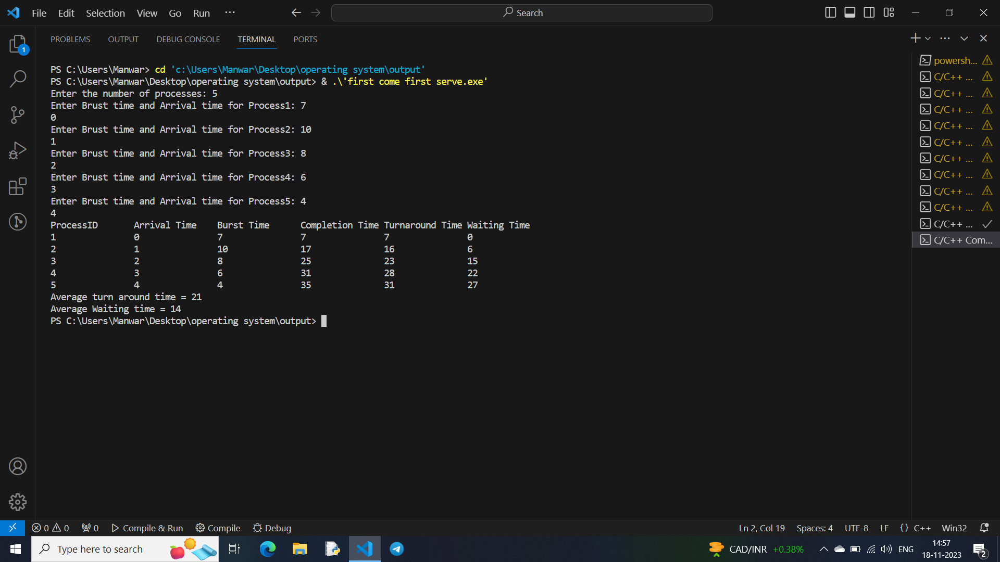 File Edit Selection View Go Run ··· Search
PROBLEMS OUTPUT DEBUG CONSOLE TERMINAL PORTS
1
PS C:\Users\Manwar> cd 'c:\Users\Manwar\Desktop\operating system\output'
PS C:\Users\Manwar\Desktop\operating system\output> & .\'first come first serve.exe'
Enter the number of processes: 5
Enter Brust time and Arrival time for Process1: 7
0
Enter Brust time and Arrival time for Process2: 10
1
Enter Brust time and Arrival time for Process3: 8
2
Enter Brust time and Arrival time for Process4: 6
3
Enter Brust time and Arrival time for Process5: 4
4
ProcessID Arrival Time Burst Time Completion Time Turnaround Time Waiting Time
1 0 7 7 7 0
2 1 10 17 16 6
3 2 8 25 23 15
4 3 6 31 28 22
5 4 4 35 31 27
Average turn around time = 21
Average Waiting time = 14
PS C:\Users\Manwar\Desktop\operating system\output>
powersh...
C/C++ ...
C/C++ ...
C/C++ ...
C/C++ ...
C/C++ ...
C/C++ ...
C/C++ ...
C/C++ ...
C/C++ ...
C/C++ ...
C/C++ Com...
0 0 0 Compile & Run Compile Debug Ln 2, Col 19 Spaces: 4 UTF-8 LF {} C++ Win32
Type here to search CAD/INR +0.38% ENG 14:57
18-11-2023 2